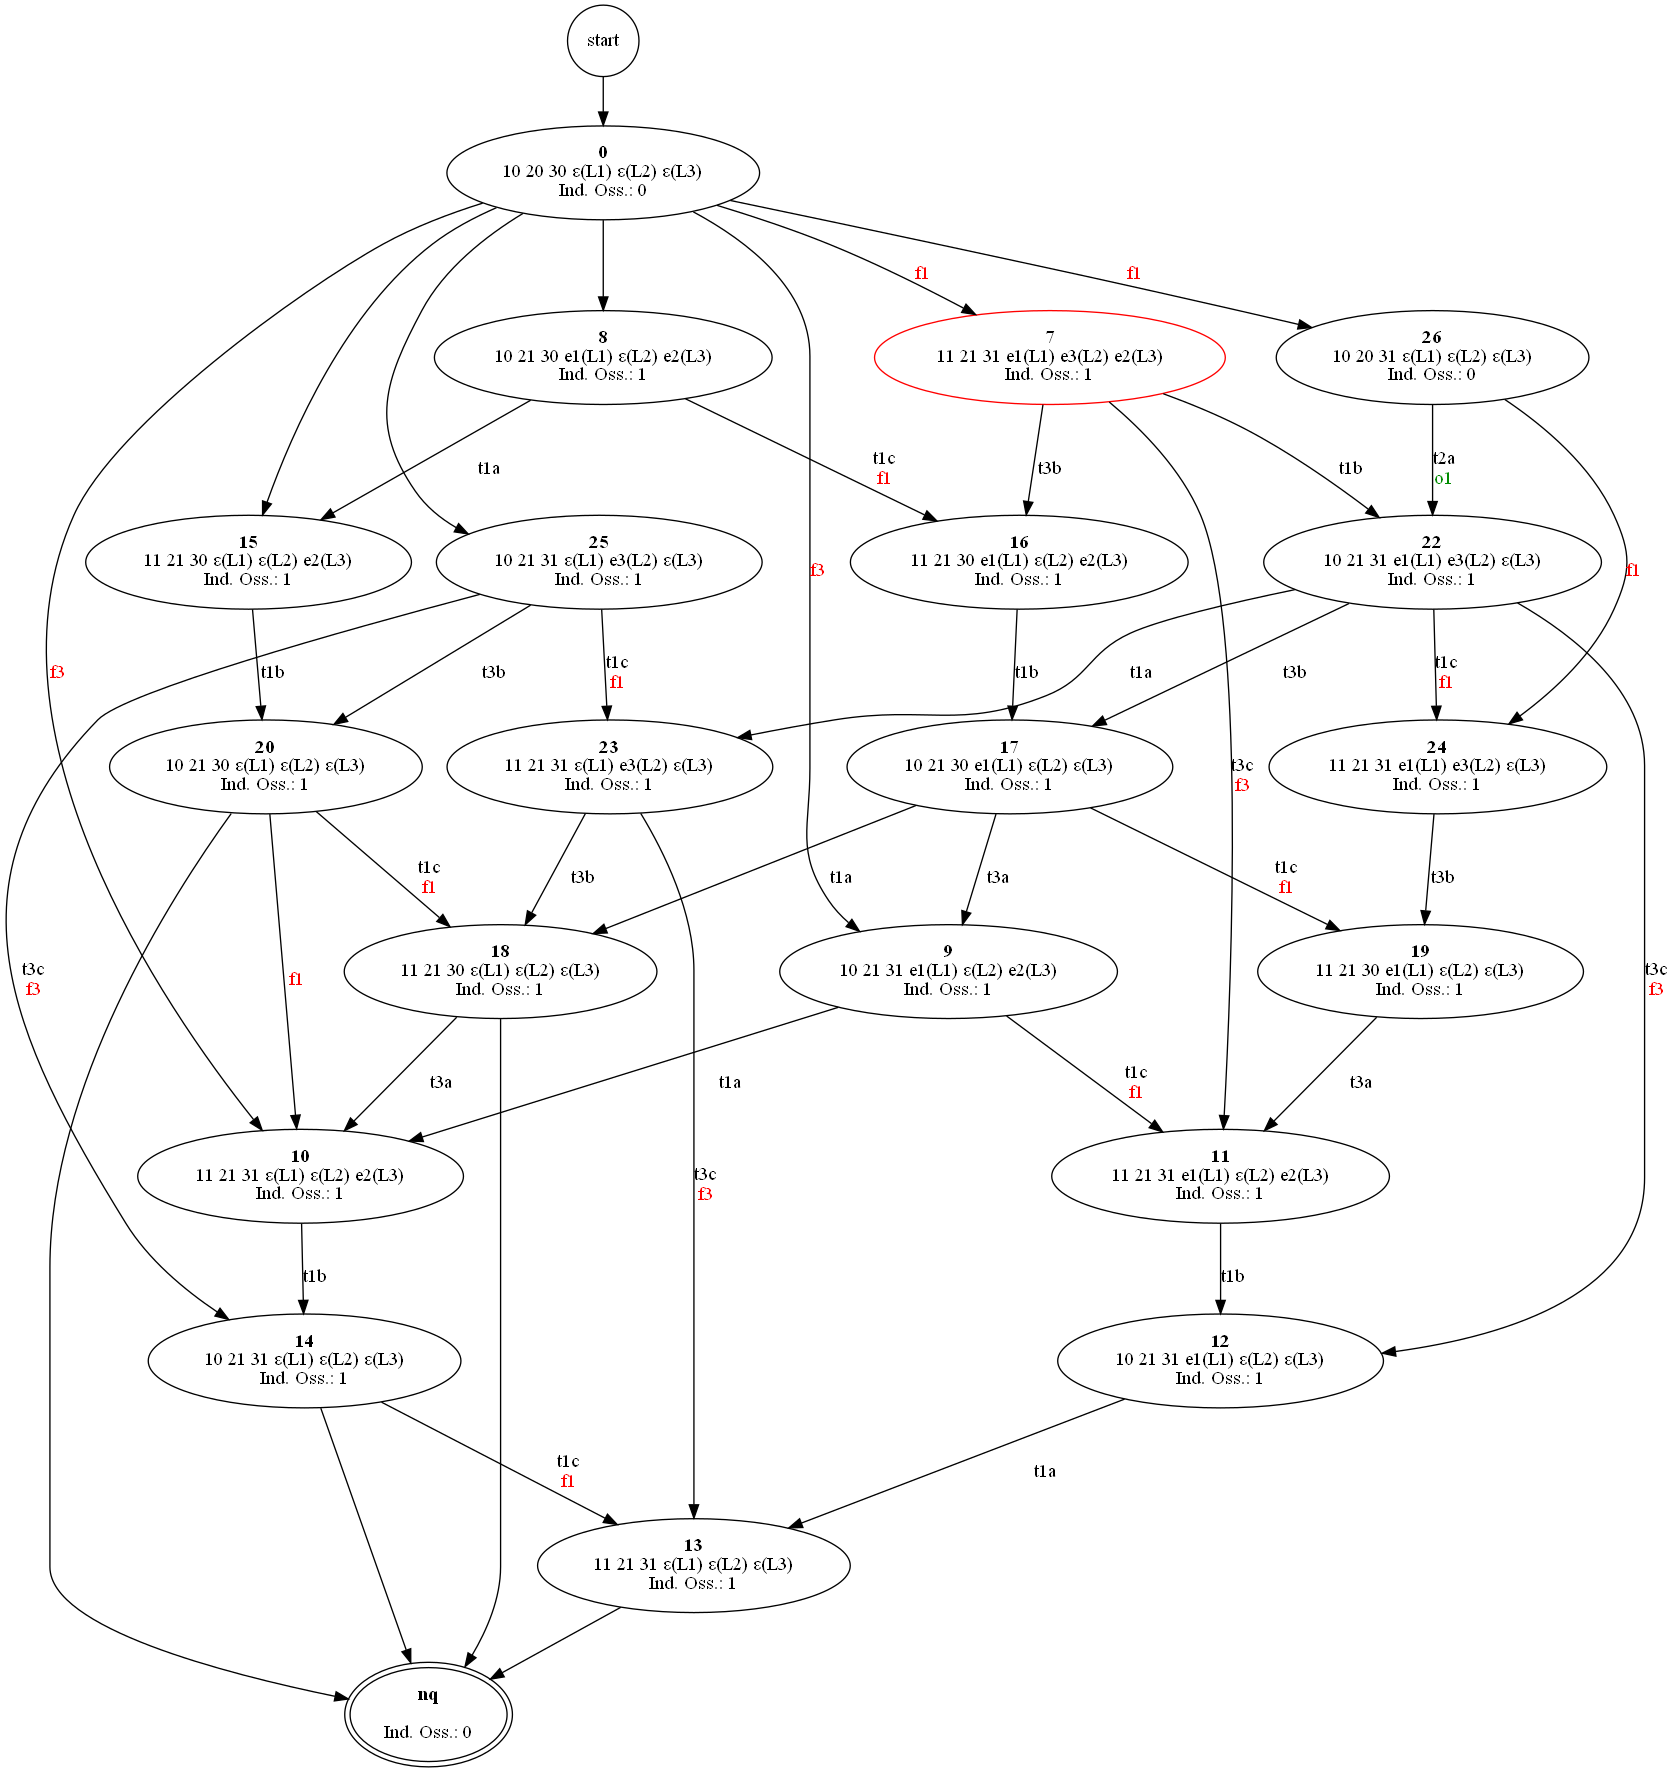 start
0
10 20 30 ε(L1) ε(L2) ε(L3)
Ind. Oss.: 0
f1
f1
8
10 21 30 e1(L1) ε(L2) e2(L3)
Ind. Oss.: 1
7
11 21 31 e1(L1) e3(L2) e2(L3)
Ind. Oss.: 1
26
10 20 31 ε(L1) ε(L2) ε(L3)
Ind. Oss.: 0
t1a
t1c
f1
t3b
t1b
t2a
o1
15
11 21 30 ε(L1) ε(L2) e2(L3)
Ind. Oss.: 1
25
10 21 31 ε(L1) e3(L2) ε(L3)
Ind. Oss.: 1
f3
16
11 21 30 e1(L1) ε(L2) e2(L3)
Ind. Oss.: 1
22
10 21 31 e1(L1) e3(L2) ε(L3)
Ind. Oss.: 1
f1
f3
t1b
t3b
t1c
f1
t1b
t1a
t3b
t1c
f1
20
10 21 30 ε(L1) ε(L2) ε(L3)
Ind. Oss.: 1
23
11 21 31 ε(L1) e3(L2) ε(L3)
Ind. Oss.: 1
17
10 21 30 e1(L1) ε(L2) ε(L3)
Ind. Oss.: 1
t3c
f3
24
11 21 31 e1(L1) e3(L2) ε(L3)
Ind. Oss.: 1
t1c
f1
t3b
t1a
t3a
t1c
f1
t3b
t3c
f3
f1
18
11 21 30 ε(L1) ε(L2) ε(L3)
Ind. Oss.: 1
9
10 21 31 e1(L1) ε(L2) e2(L3)
Ind. Oss.: 1
19
11 21 30 e1(L1) ε(L2) ε(L3)
Ind. Oss.: 1
t3c
f3
t3a
t1a
t1c
f1
t3a
10
11 21 31 ε(L1) ε(L2) e2(L3)
Ind. Oss.: 1
t3c
f3
11
11 21 31 e1(L1) ε(L2) e2(L3)
Ind. Oss.: 1
t1b
t1b
14
10 21 31 ε(L1) ε(L2) ε(L3)
Ind. Oss.: 1
12
10 21 31 e1(L1) ε(L2) ε(L3)
Ind. Oss.: 1
t1c
f1
t1a
13
11 21 31 ε(L1) ε(L2) ε(L3)
Ind. Oss.: 1
nq
Ind. Oss.: 0